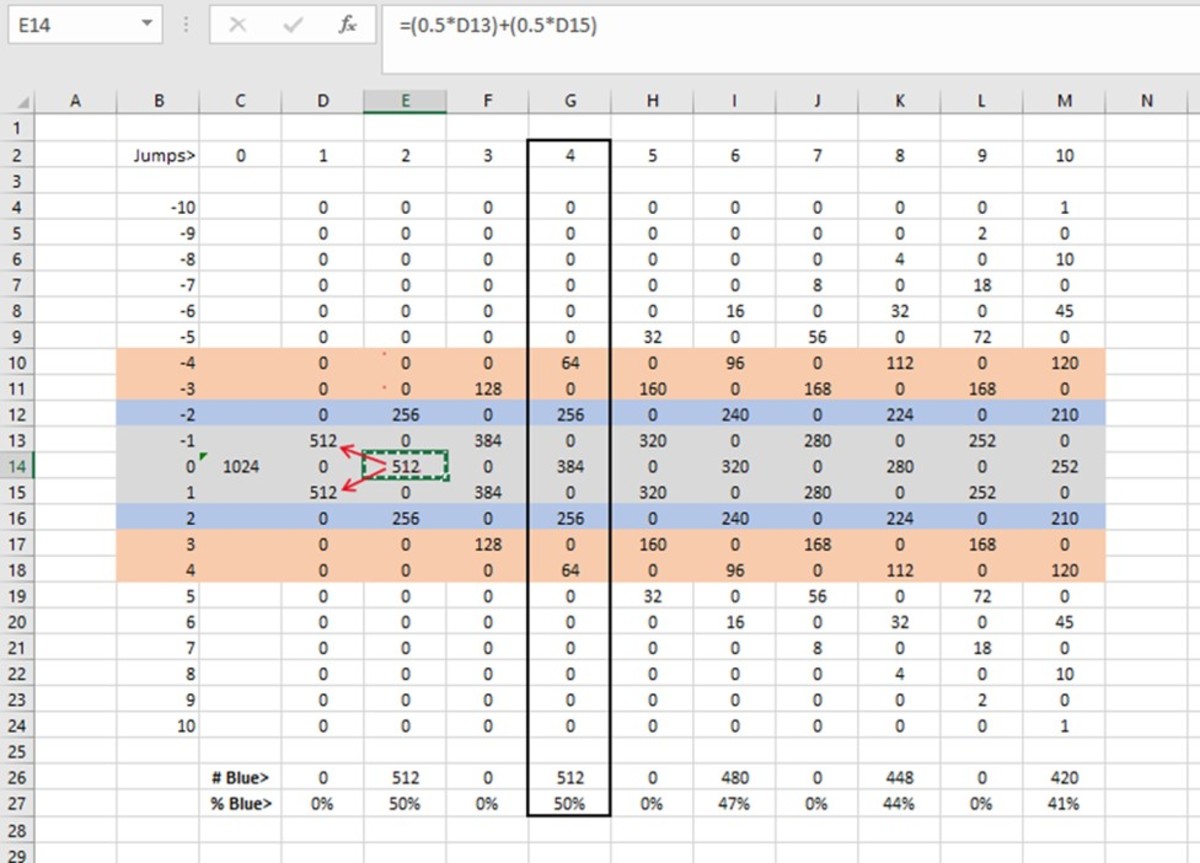 E14 fx =(0.5*D13)+(0.5*D15)
A B C D E F G H I J K L M N
1
2 Jumps> 0 1 2 3 4 5 6 7 8 9 10
3
4 -10 0 0 0 0 0 0 0 0 0 1
5 -9 0 0 0 0 0 0 0 0 2 0
6 -8 0 0 0 0 0 0 0 4 0 10
7 -7 0 0 0 0 0 0 8 0 18 0
8 -6 0 0 0 0 0 16 0 32 0 45
9 -5 0 0 0 0 32 0 56 0 72 0
10 -4 0 0 0 64 0 96 0 112 0 120
11 -3 0 0 128 0 160 0 168 0 168 0
12 -2 0 256 0 256 0 240 0 224 0 210
13 -1 512 0 384 0 320 0 280 0 252 0
14 0 1024 0 512 0 384 0 320 0 280 0 252
15 1 512 0 384 0 320 0 280 0 252 0
16 2 0 256 0 256 0 240 0 224 0 210
17 3 0 0 128 0 160 0 168 0 168 0
18 4 0 0 0 64 0 96 0 112 0 120
19 5 0 0 0 0 32 0 56 0 72 0
20 6 0 0 0 0 0 16 0 32 0 45
21 7 0 0 0 0 0 0 8 0 18 0
22 8 0 0 0 0 0 0 0 4 0 10
23 9 0 0 0 0 0 0 0 0 2 0
24 10 0 0 0 0 0 0 0 0 0 1
25
26 # Blue> 0 512 0 512 0 480 0 448 0 420
27 % Blue> 0% 50% 0% 50% 0% 47% 0% 44% 0% 41%
28
29